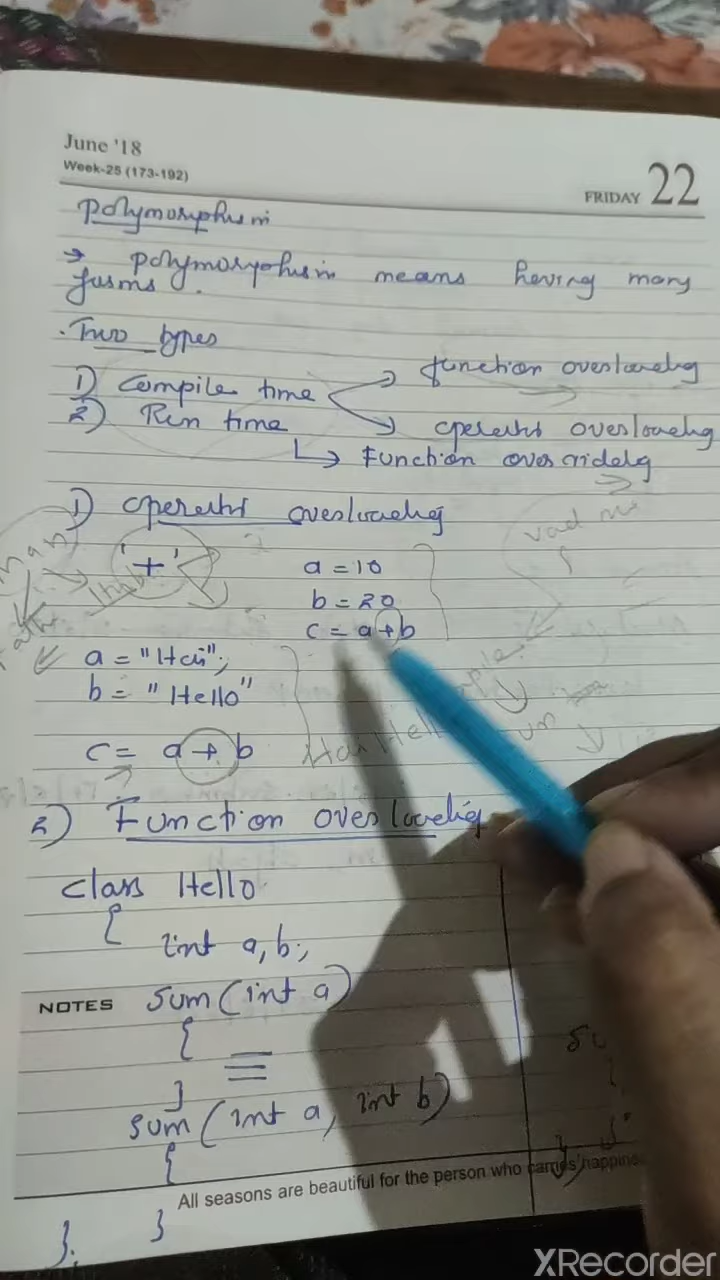 June '18
Week-25 (173-192)
FRIDAY 22
Polymorphism
→ polymorphism means having many
forms.
Two types
1) Compile time
function overloading
2) Run time
operator overloading
Function overriding
1) Operator overloading
'+'
a = 10
b = 20
c = a + b
a = "Hai";
b = "Hello"
Hai Hello
c = a + b
2) Function overloading
class Hello
{
int a, b;
NOTES
sum (int a)
{
}
sum (int a, int b)
{
All seasons are beautiful for the person who carries happine
}
};
XRecorder